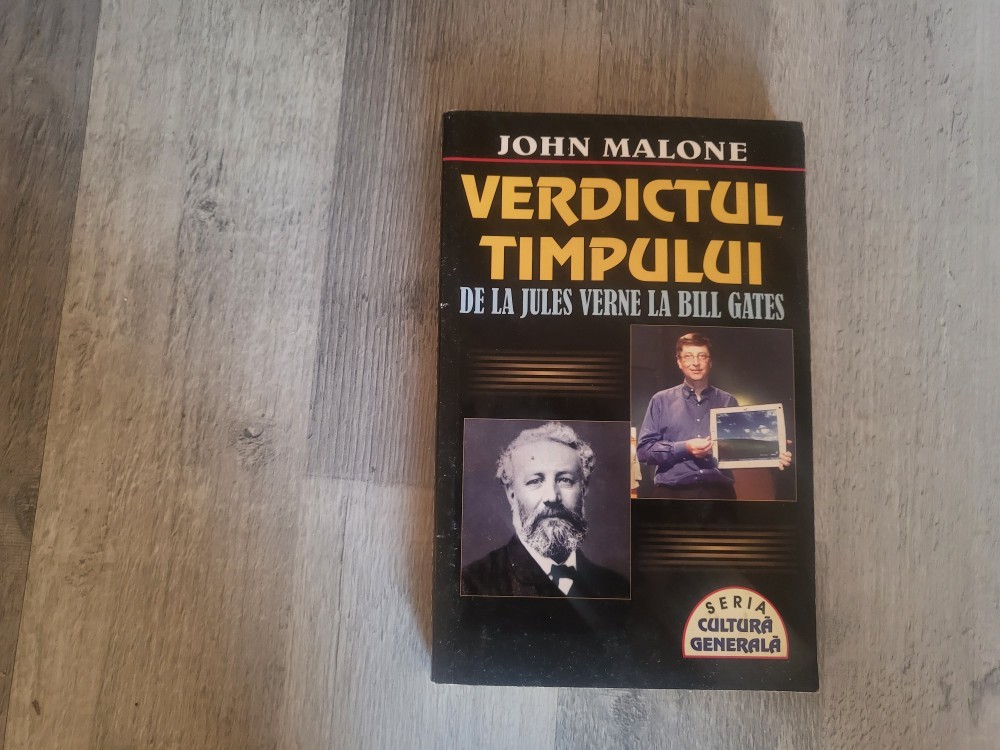 JOHN MALONE
VERDICTUL
TIMPULUI
DE LA JULES VERNE LA BILL GATES
SERIA
CULTURĂ
GENERALĂ